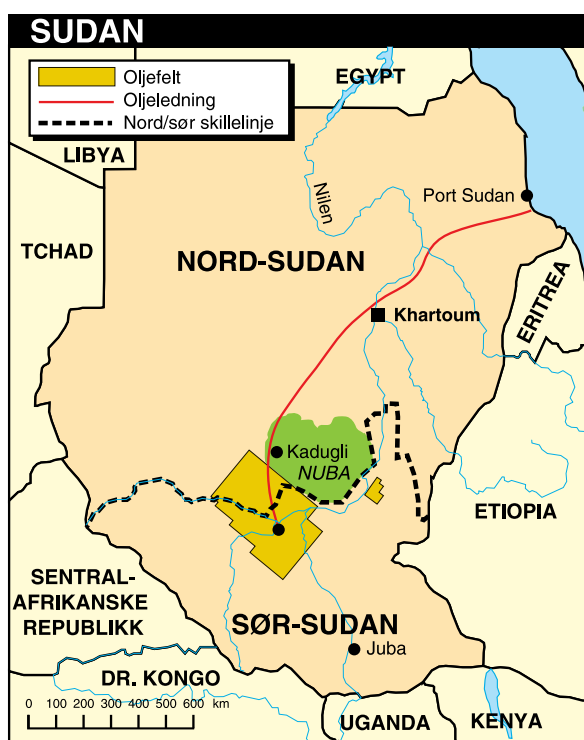 SUDAN
Oljefelt
Oljeledning
Nord/sør skillelinje
EGYPT
LIBYA
Nilen
Port Sudan
TCHAD
NORD-SUDAN
ERITREA
Khartoum
Kadugli
NUBA
ETIOPIA
SENTRAL-
AFRIKANSKE
REPUBLIKK
SØR-SUDAN
Juba
DR. KONGO
0 100 200 300 400 500 600 km
UGANDA
KENYA